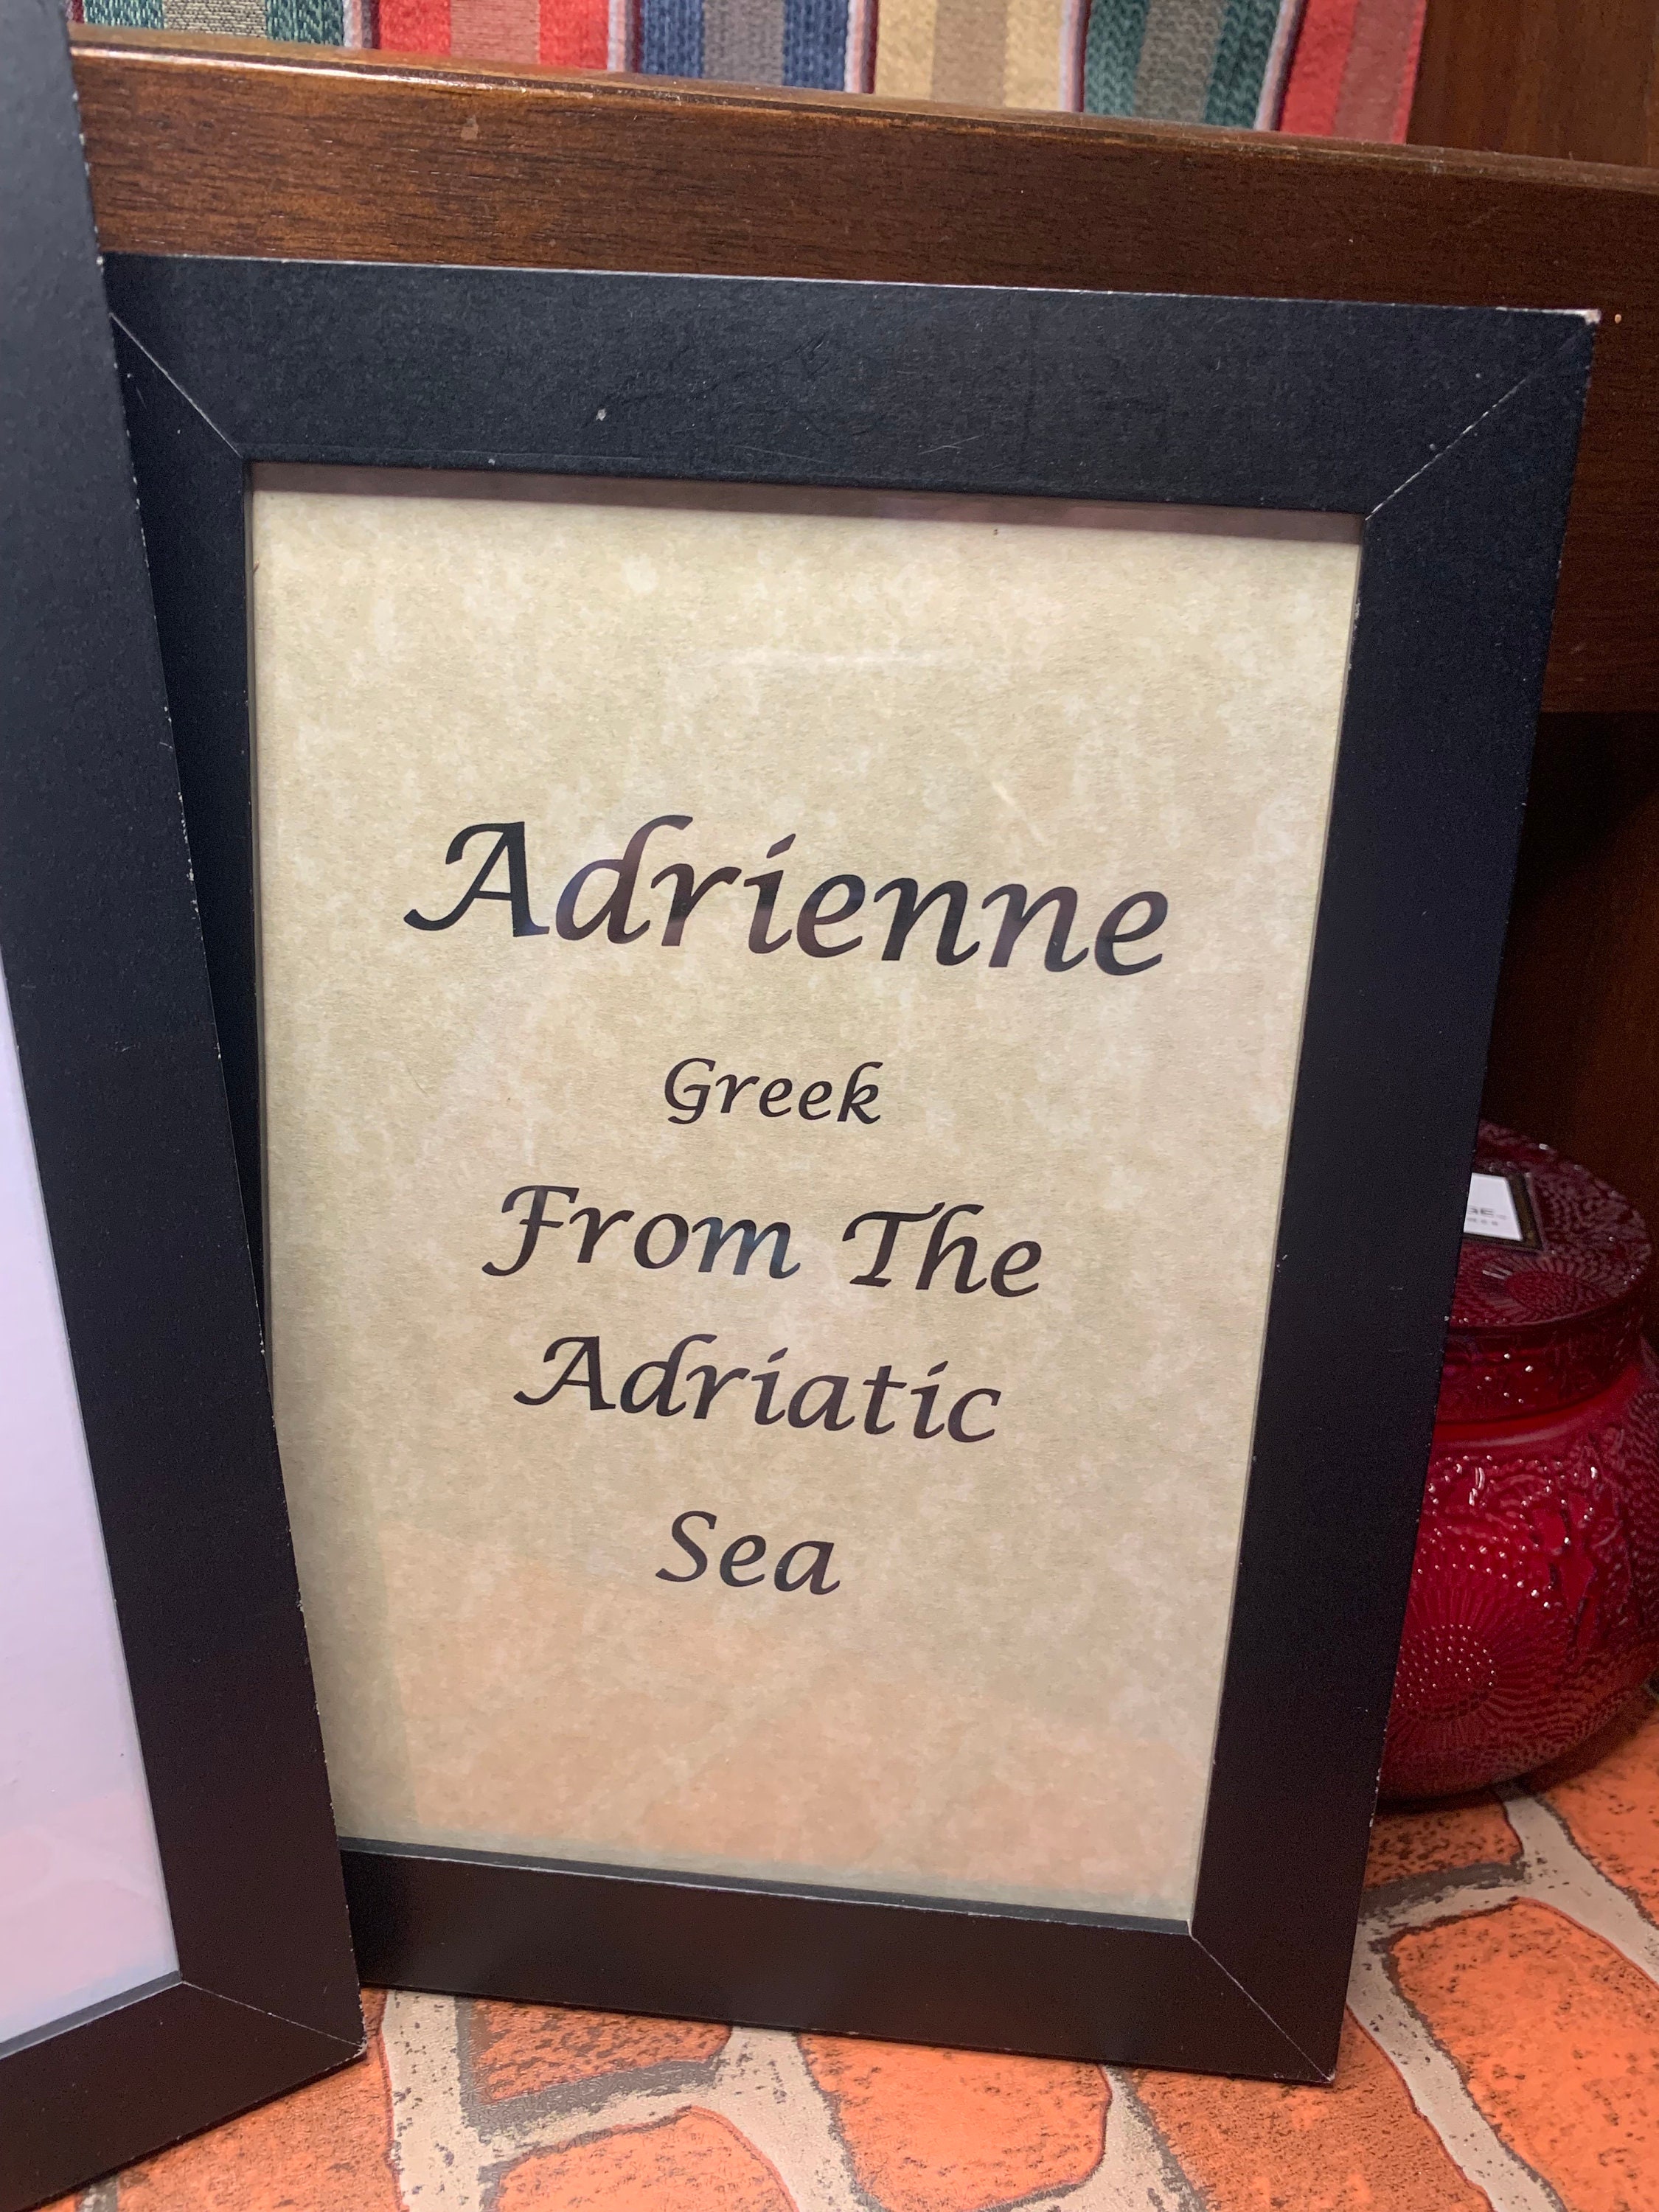 Adrienne
Greek
From The
Adriatic
Sea